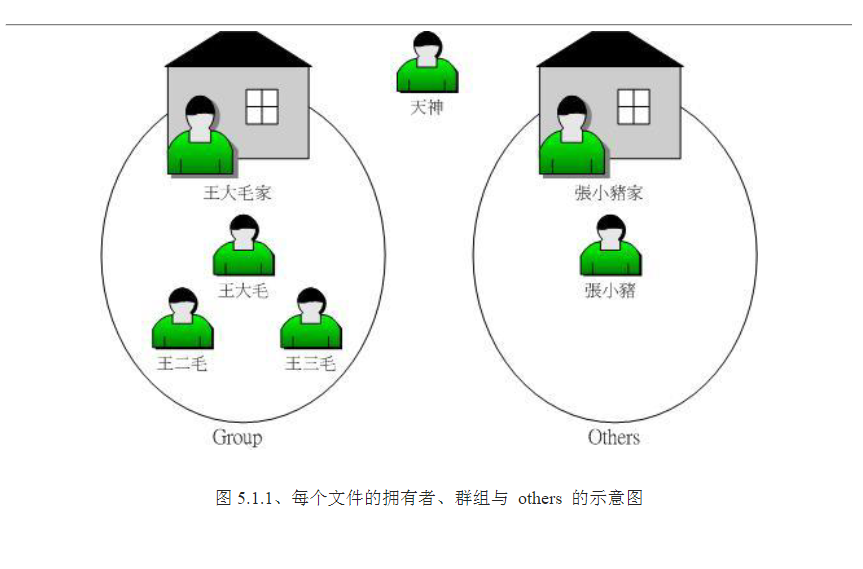 天神
王大毛家
張小豬家
王大毛
張小豬
王二毛
王三毛
Group
Others
图 5.1.1、每个文件的拥有者、群组与 others 的示意图